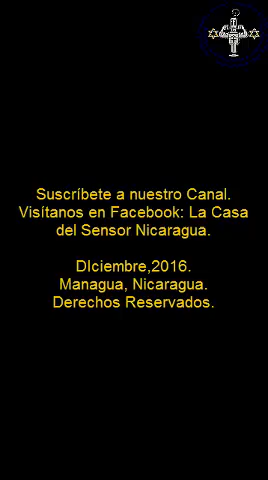 Suscríbete a nuestro Canal.
Visítanos en Facebook: La Casa
del Sensor Nicaragua.
DIciembre,2016.
Managua, Nicaragua.
Derechos Reservados.